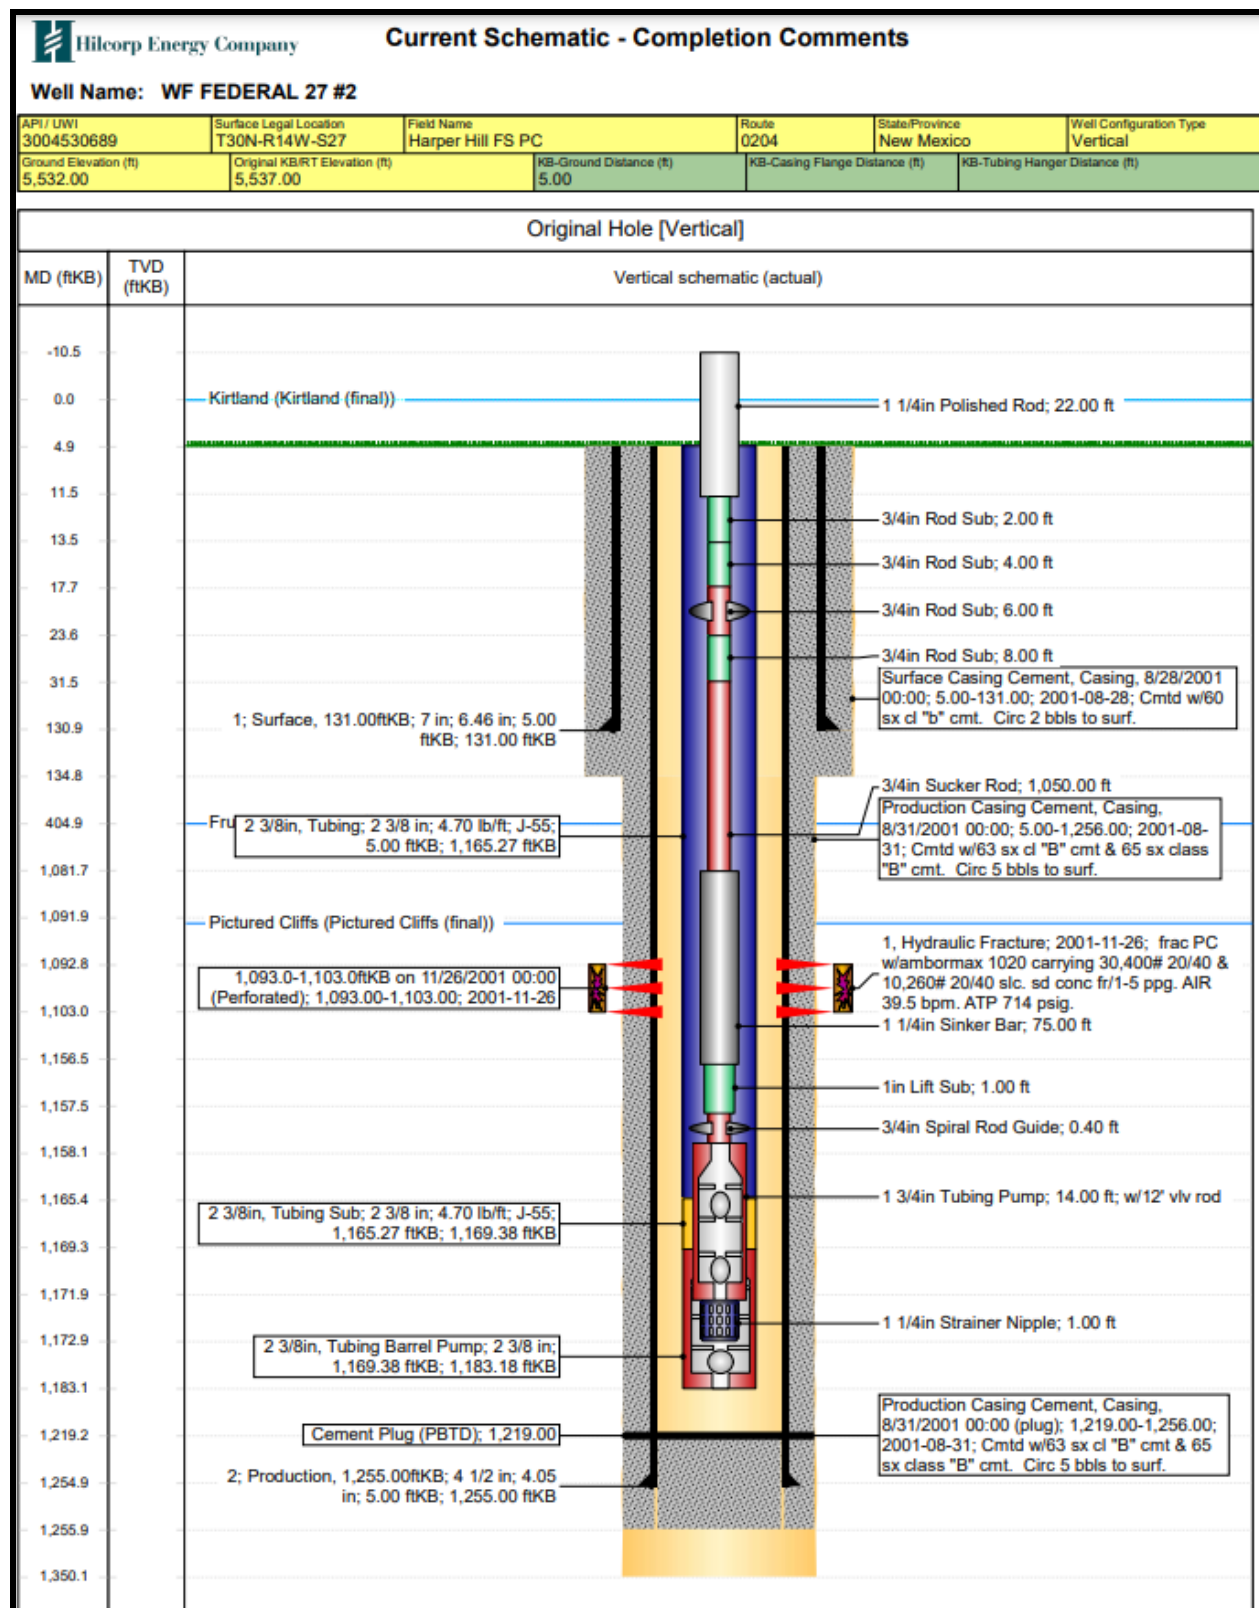 Hilcorp Energy Company
Current Schematic - Completion Comments
Well Name: WF FEDERAL 27 #2
API / UWI
3004530689
Surface Legal Location
T30N-R14W-S27
Field Name
Harper Hill FS PC
Route
0204
State/Province
New Mexico
Well Configuration Type
Vertical
Ground Elevation (ft)
5,532.00
Original KB/RT Elevation (ft)
5,537.00
KB-Ground Distance (ft)
5.00
KB-Casing Flange Distance (ft)
KB-Tubing Hanger Distance (ft)
Original Hole [Vertical]
MD (ftKB)
TVD
(ftKB)
Vertical schematic (actual)
-10.5
0.0
4.9
11.5
13.5
17.7
23.6
31.5
130.9
134.8
404.9
1,081.7
1,091.9
1,092.8
1,103.0
1,156.5
1,157.5
1,158.1
1,165.4
1,169.3
1,171.9
1,172.9
1,183.1
1,219.2
1,254.9
1,255.9
1,350.1
Kirtland (Kirtland (final))
1; Surface, 131.00ftKB; 7 in; 6.46 in; 5.00
ftKB; 131.00 ftKB
Fru
2 3/8in, Tubing; 2 3/8 in; 4.70 lb/ft; J-55;
5.00 ftKB; 1,165.27 ftKB
Pictured Cliffs (Pictured Cliffs (final))
1,093.0-1,103.0ftKB on 11/26/2001 00:00
(Perforated); 1,093.00-1,103.00; 2001-11-26
2 3/8in, Tubing Sub; 2 3/8 in; 4.70 lb/ft; J-55;
1,165.27 ftKB; 1,169.38 ftKB
2 3/8in, Tubing Barrel Pump; 2 3/8 in;
1,169.38 ftKB; 1,183.18 ftKB
Cement Plug (PBTD); 1,219.00
2; Production, 1,255.00ftKB; 4 1/2 in; 4.05
in; 5.00 ftKB; 1,255.00 ftKB
1 1/4in Polished Rod; 22.00 ft
3/4in Rod Sub; 2.00 ft
3/4in Rod Sub; 4.00 ft
3/4in Rod Sub; 6.00 ft
3/4in Rod Sub; 8.00 ft
Surface Casing Cement, Casing, 8/28/2001
00:00; 5.00-131.00; 2001-08-28; Cmtd w/60
sx cl "b" cmt. Circ 2 bbls to surf.
3/4in Sucker Rod; 1,050.00 ft
Production Casing Cement, Casing,
8/31/2001 00:00; 5.00-1,256.00; 2001-08-
31; Cmtd w/63 sx cl "B" cmt & 65 sx class
"B" cmt. Circ 5 bbls to surf.
1, Hydraulic Fracture; 2001-11-26; frac PC
w/ambormax 1020 carrying 30,400# 20/40 &
10,260# 20/40 slc. sd conc fr/1-5 ppg. AIR
39.5 bpm. ATP 714 psig.
1 1/4in Sinker Bar; 75.00 ft
1in Lift Sub; 1.00 ft
3/4in Spiral Rod Guide; 0.40 ft
1 3/4in Tubing Pump; 14.00 ft; w/12' vlv rod
1 1/4in Strainer Nipple; 1.00 ft
Production Casing Cement, Casing,
8/31/2001 00:00 (plug); 1,219.00-1,256.00;
2001-08-31; Cmtd w/63 sx cl "B" cmt & 65
sx class "B" cmt. Circ 5 bbls to surf.